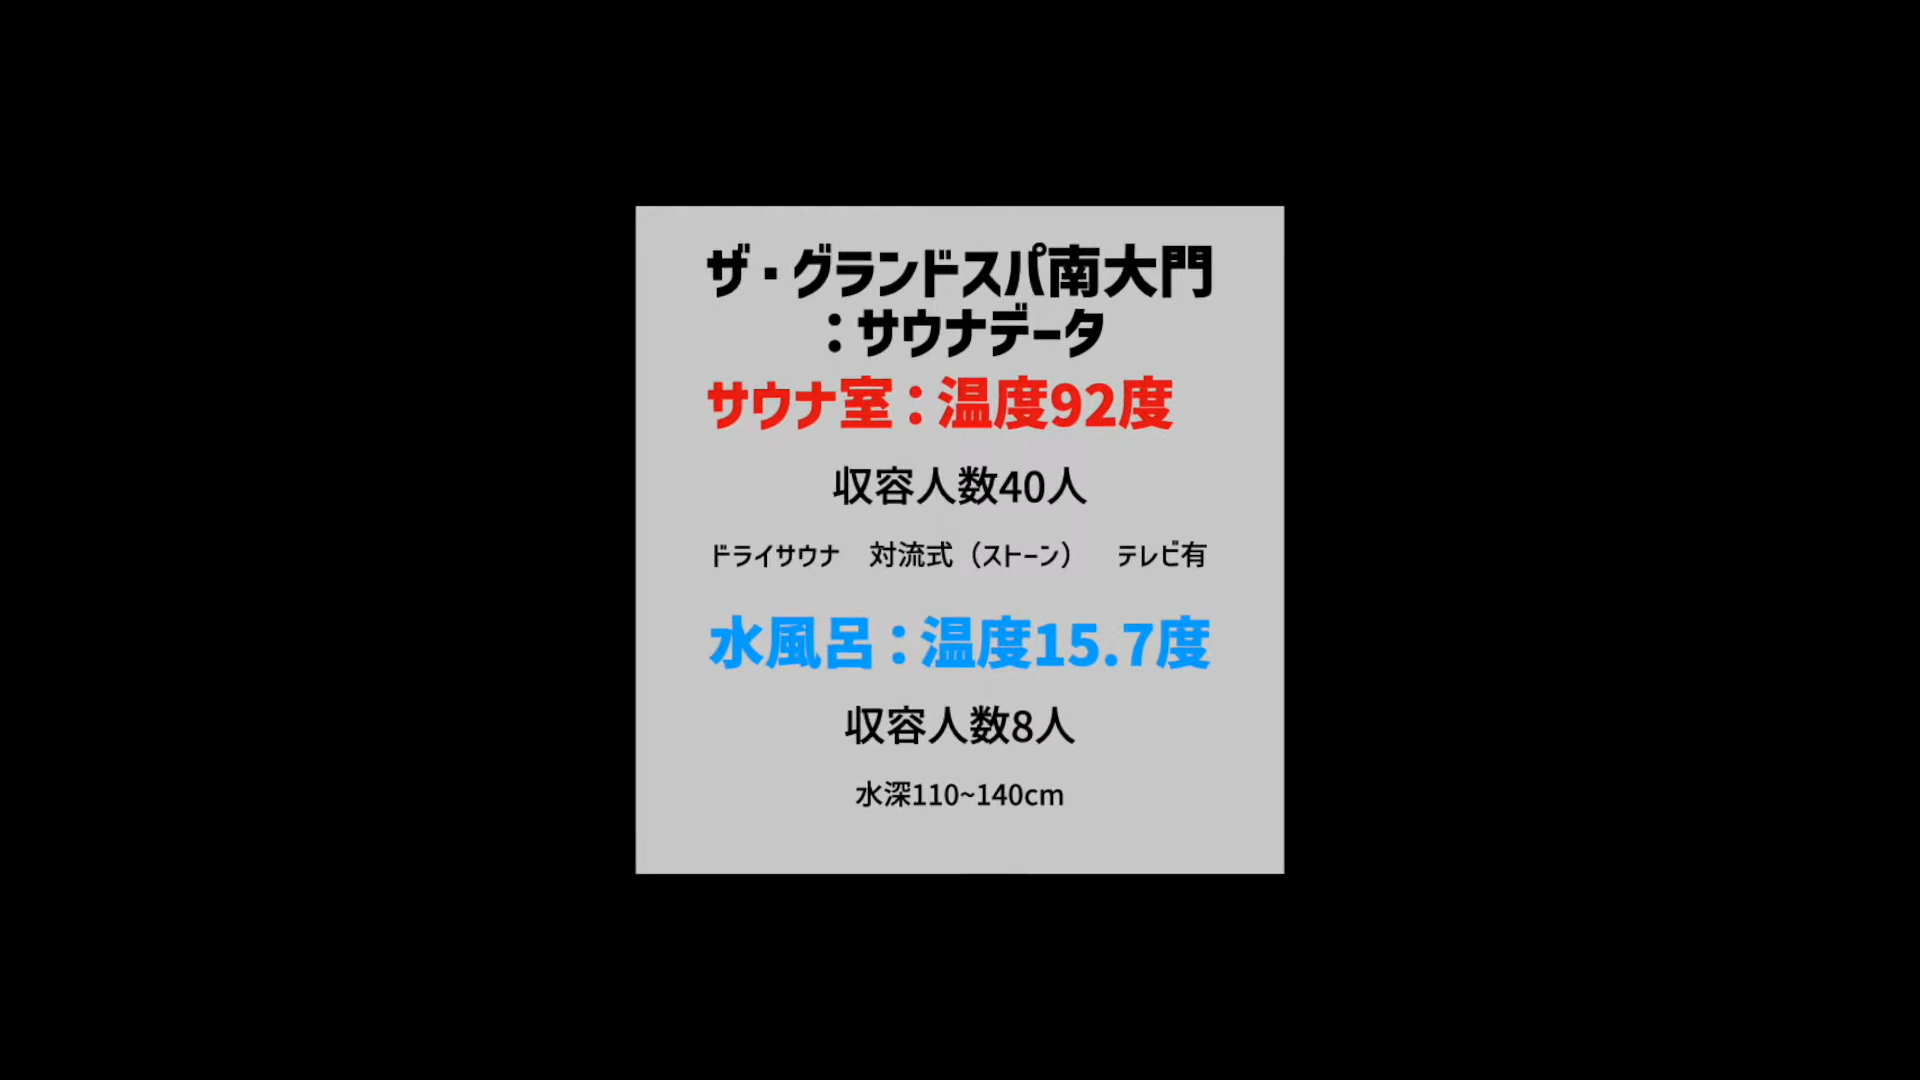 ザ・グランドスパ南大門
：サウナデータ
サウナ室：温度92度
収容人数40人
ドライサウナ　対流式（ストーン）　テレビ有
水風呂：温度15.7度
収容人数8人
水深110~140cm